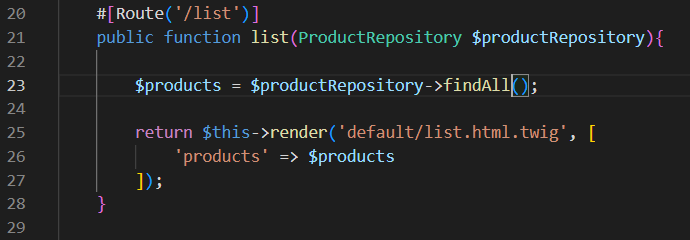 20 #[Route('/list')]
21 public function list(ProductRepository $productRepository){
22
23 $products = $productRepository->findAll();
24
25 return $this->render('default/list.html.twig', [
26 'products' => $products
27 ]);
28 }
29